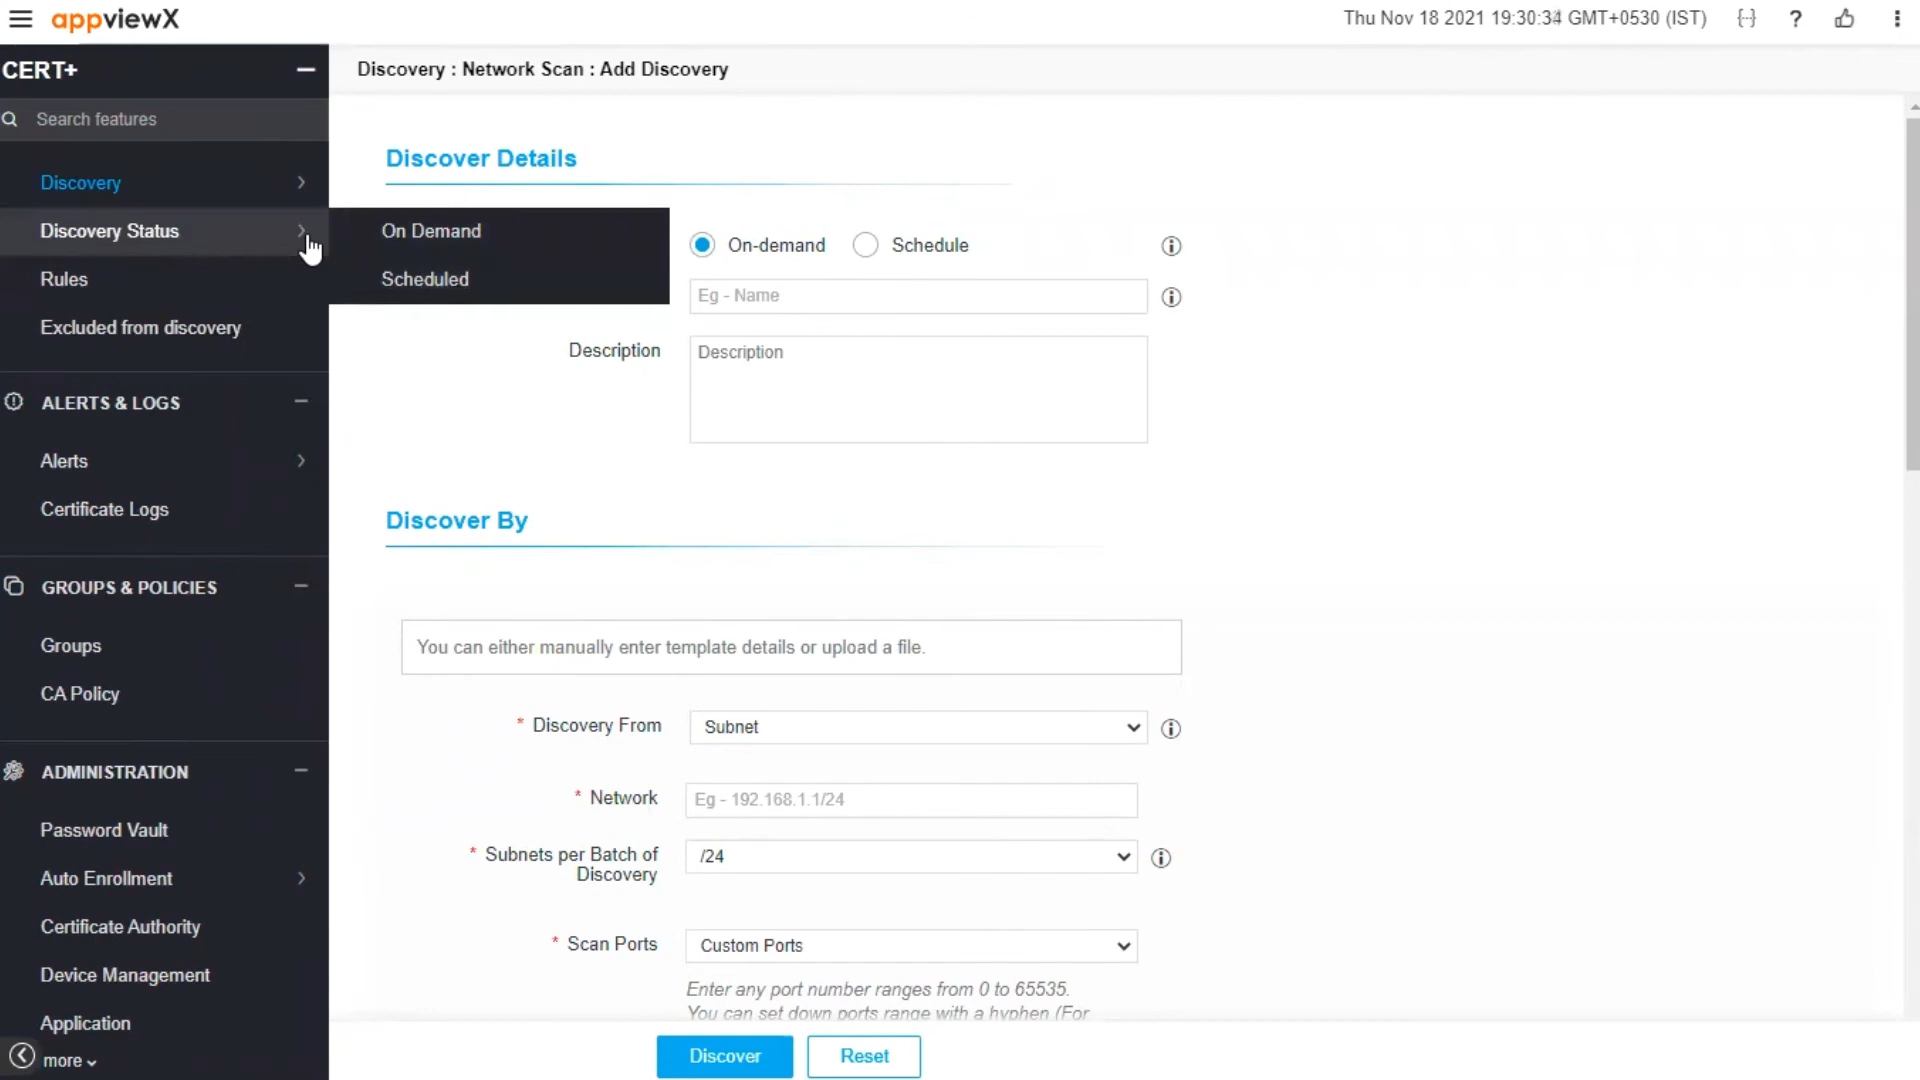 appviewX
Thu Nov 18 2021 19:30:34 GMT+0530 (IST)
CERT+
Discovery : Network Scan : Add Discovery
Search features
Discovery
Discovery Status
Rules
Excluded from discovery
ALERTS & LOGS
Alerts
Certificate Logs
GROUPS & POLICIES
Groups
CA Policy
ADMINISTRATION
Password Vault
Auto Enrollment
Certificate Authority
Device Management
Application
more
On Demand
Scheduled
Discover Details
On-demand
Schedule
Eg - Name
Description
Description
Discover By
You can either manually enter template details or upload a file.
* Discovery From
Subnet
* Network
Eg - 192.168.1.1/24
* Subnets per Batch of
Discovery
/24
* Scan Ports
Custom Ports
Enter any port number ranges from 0 to 65535.
You can set down ports range with a hyphen (For
Discover
Reset